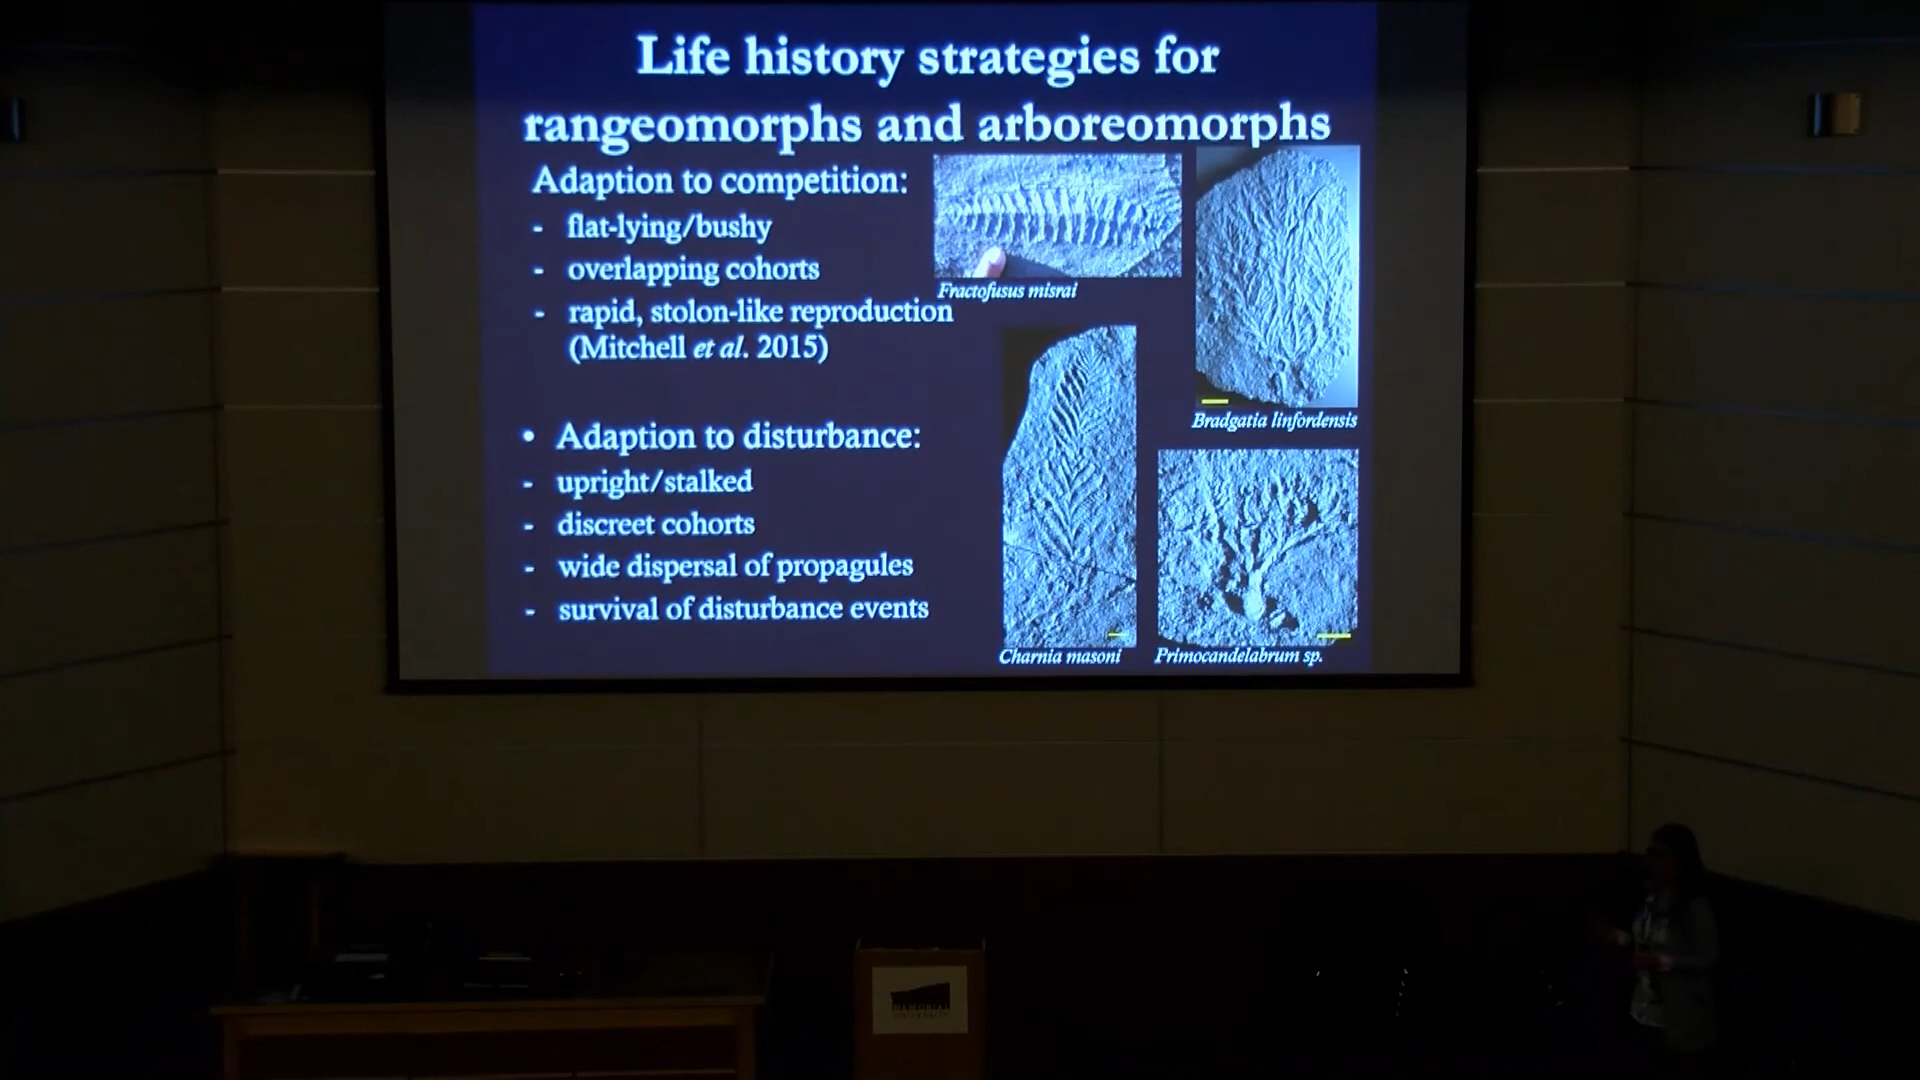 Life history strategies for
rangeomorphs and arboreomorphs
Adaption to competition:
- flat-lying/bushy
- overlapping cohorts
- rapid, stolon-like reproduction
(Mitchell et al. 2015)
• Adaption to disturbance:
- upright/stalked
- discreet cohorts
- wide dispersal of propagules
- survival of disturbance events
Fractofusus misrai
Bradgatia linfordensis
Charnia masoni
Primocandelabrum sp.
MEMORIAL
UNIVERSITY